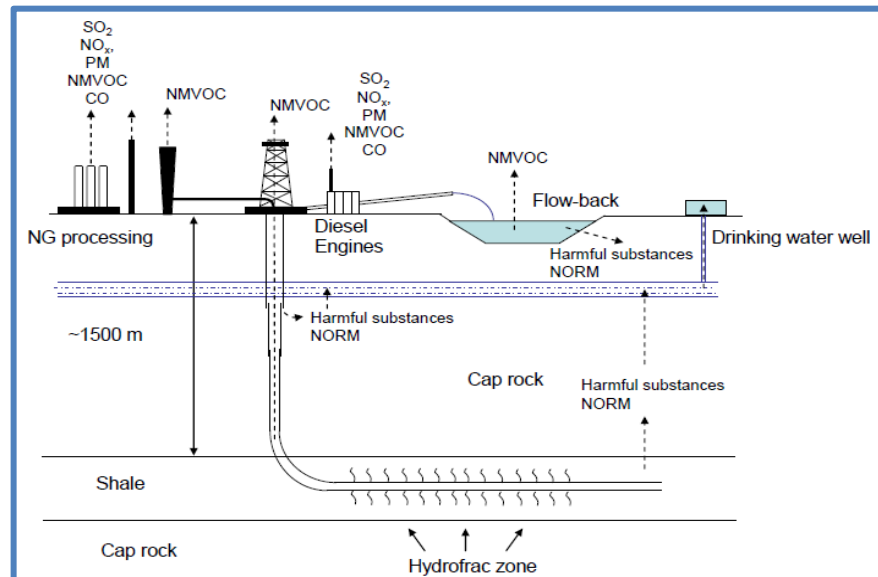 SO2
NOx,
PM
NMVOC
CO
NMVOC
NMVOC
SO2
NOx,
PM
NMVOC
CO
NMVOC
Flow-back
NG processing
Diesel
Engines
Harmful substances
NORM
Drinking water well
Harmful substances
NORM
~1500 m
Cap rock
Harmful substances
NORM
Shale
Cap rock
Hydrofrac zone